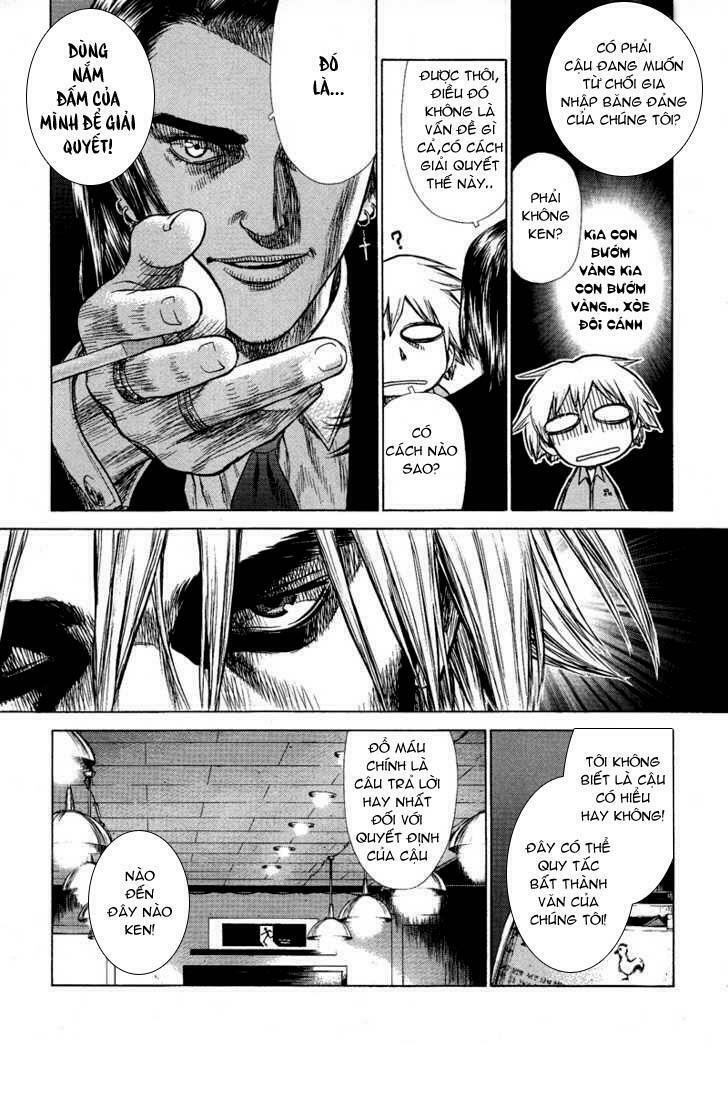 CÓ PHẢI
CẬU ĐANG MUỐN
TỪ CHỐI GIA
NHẬP BĂNG ĐẢNG
CỦA CHÚNG TÔI?
PHẢI
KHÔNG
KEN?
KIA CON
BƯỚM
VÀNG KIA
CON BƯỚM
VÀNG... XÒE
ĐÔI CÁNH
ĐƯỢC THÔI,
ĐIỀU ĐÓ
KHÔNG LÀ
VẤN ĐỀ GÌ
CẢ,CÓ CÁCH
GIẢI QUYẾT
THẾ NÀY..
?
CÓ
CÁCH NÀO
SAO?
ĐÓ
LÀ...
DÙNG
NẮM
ĐẤM CỦA
MÌNH ĐỂ GIẢI
QUYẾT!
TÔI KHÔNG
BIẾT LÀ CẬU
CÓ HIỂU
HAY KHÔNG!
ĐÂY CÓ THỂ
QUY TẮC
BẤT THÀNH
VĂN CỦA
CHÚNG TÔI!
ĐỔ MÁU
CHÍNH LÀ
CÂU TRẢ LỜI
HAY NHẤT
ĐỐI VỚI
QUYẾT ĐỊNH
CỦA CẬU
NÀO
ĐẾN
ĐÂY NÀO
KEN!